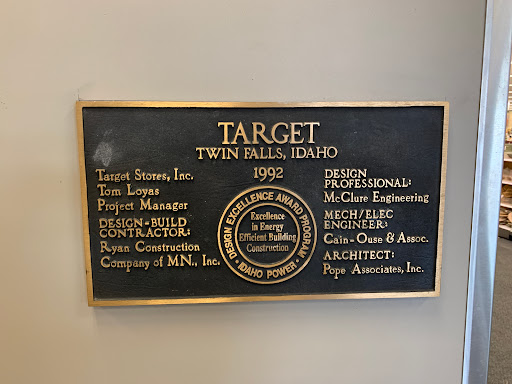 TARGET
TWIN FALLS, IDAHO
1992
Target Stores, Inc.
Tom Loyas
Project Manager
DESIGN-BUILD
CONTRACTOR:
Ryan Construction
Company of MN., Inc.
DESIGN EXCELLENCE AWARD PROGRAM
Excellence
in Energy
Efficient Building
Construction
• IDAHO POWER •
DESIGN
PROFESSIONAL:
McClure Engineering
MECH/ELEC
ENGINEER:
Cain-Ouse & Assoc.
ARCHITECT:
Pope Associates, Inc.